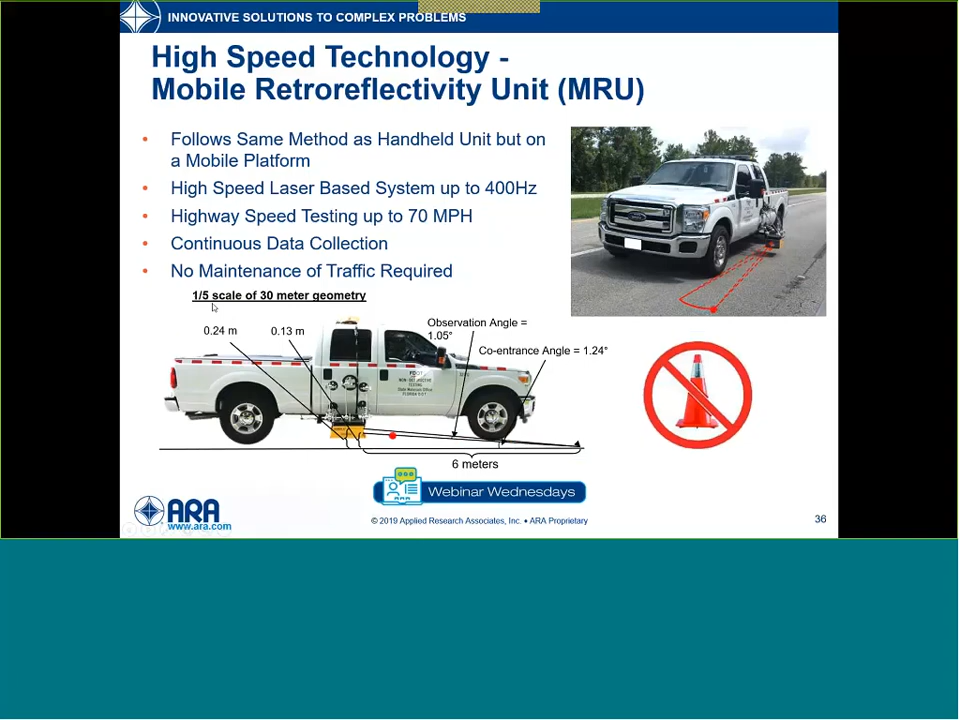 INNOVATIVE SOLUTIONS TO COMPLEX PROBLEMS
High Speed Technology -
Mobile Retroreflectivity Unit (MRU)
• Follows Same Method as Handheld Unit but on
a Mobile Platform
• High Speed Laser Based System up to 400Hz
• Highway Speed Testing up to 70 MPH
• Continuous Data Collection
• No Maintenance of Traffic Required
1/5 scale of 30 meter geometry
0.24 m
0.13 m
Observation Angle =
1.05°
Co-entrance Angle = 1.24°
FDOT
6 meters
Webinar Wednesdays
ARA
www.ara.com
© 2019 Applied Research Associates, Inc. • ARA Proprietary
36